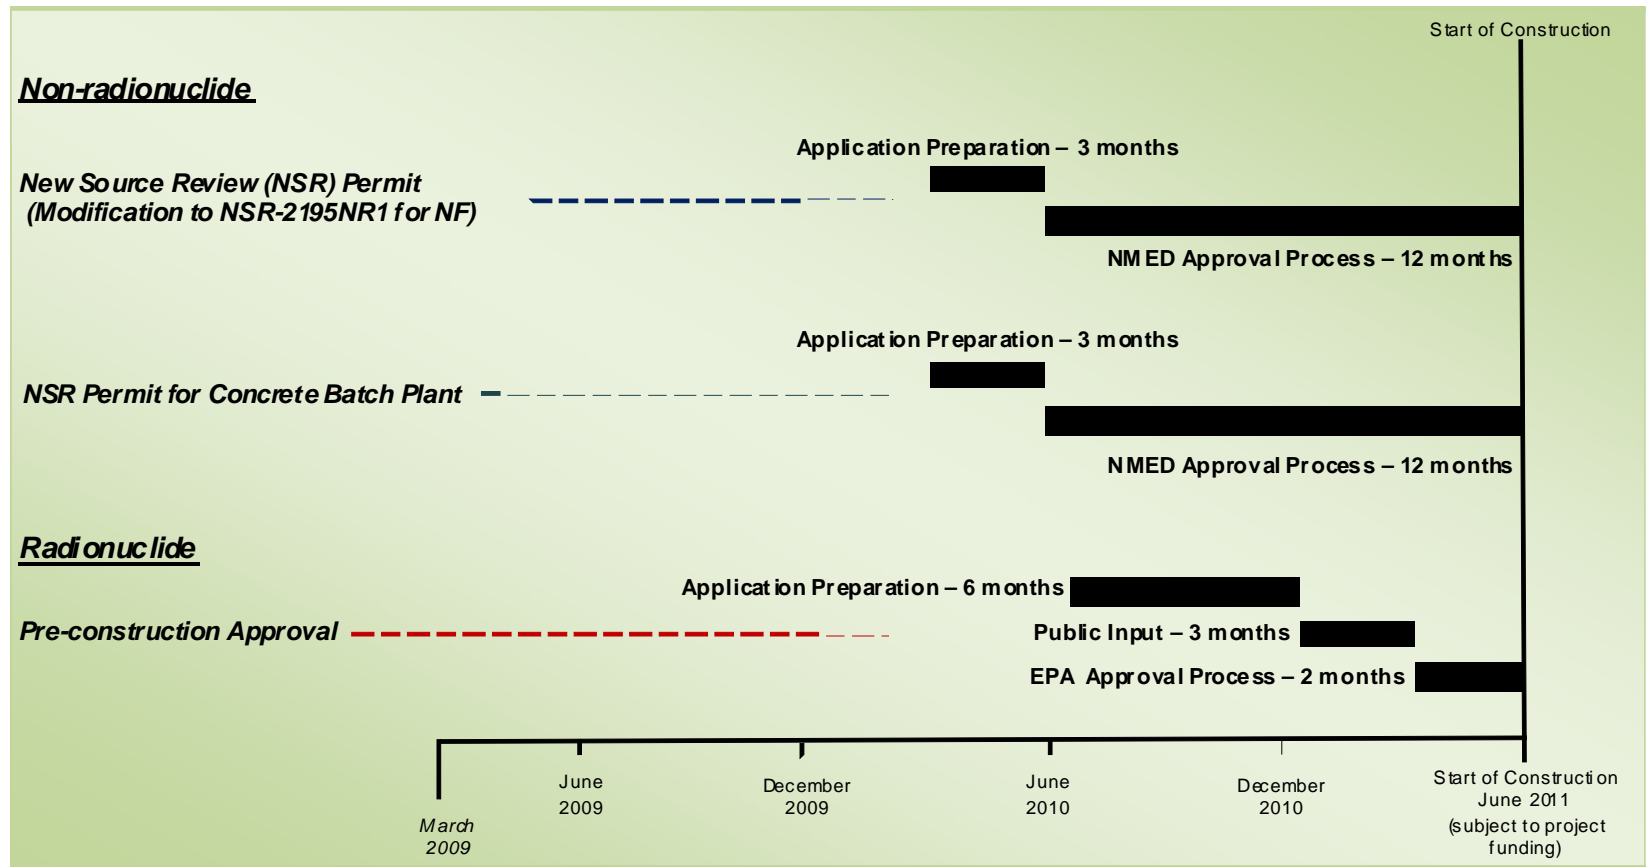 Start of Construction
Non-radionuclide
Application Preparation – 3 months
New Source Review (NSR) Permit
(Modification to NSR-2195NR1 for NF)
NMED Approval Process – 12 months
Application Preparation – 3 months
NSR Permit for Concrete Batch Plant
NMED Approval Process – 12 months
Radionuclide
Application Preparation – 6 months
Pre-construction Approval
Public Input – 3 months
EPA Approval Process – 2 months
March
2009
June
2009
December
2009
June
2010
December
2010
Start of Construction
June 2011
(subject to project
funding)